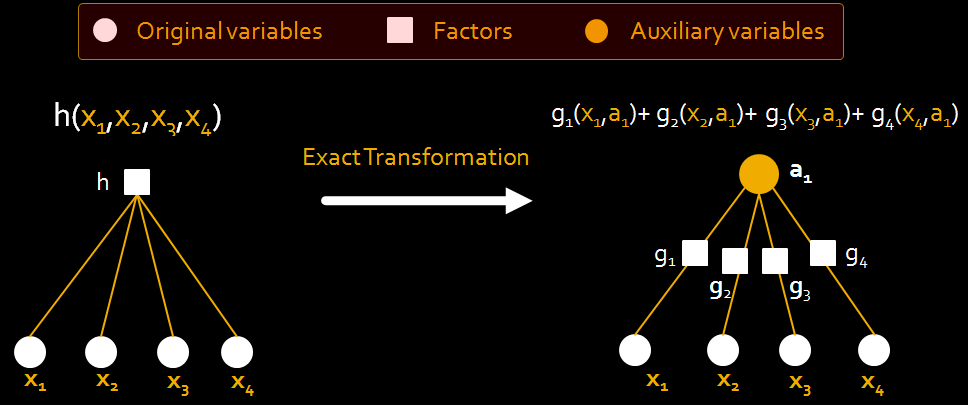 Original variables Factors Auxiliary variables
h(x₁,x₂,x₃,x₄)
g₁(x₁,a₁)+ g₂(x₂,a₁)+ g₃(x₃,a₁)+ g₄(x₄,a₁)
Exact Transformation
h
a₁
g₁
g₄
g₂
g₃
x₁ x₂ x₃ x₄
x₁ x₂ x₃ x₄